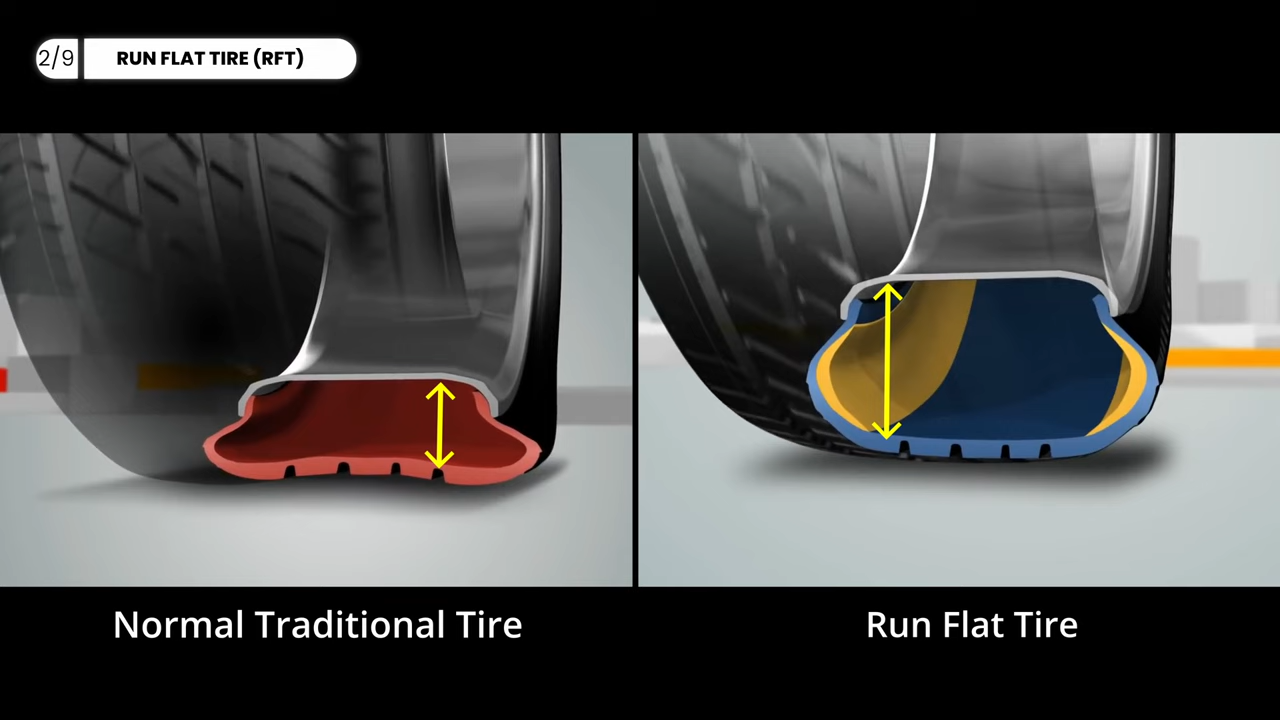 2/9
RUN FLAT TIRE (RFT)
Normal Traditional Tire
Run Flat Tire